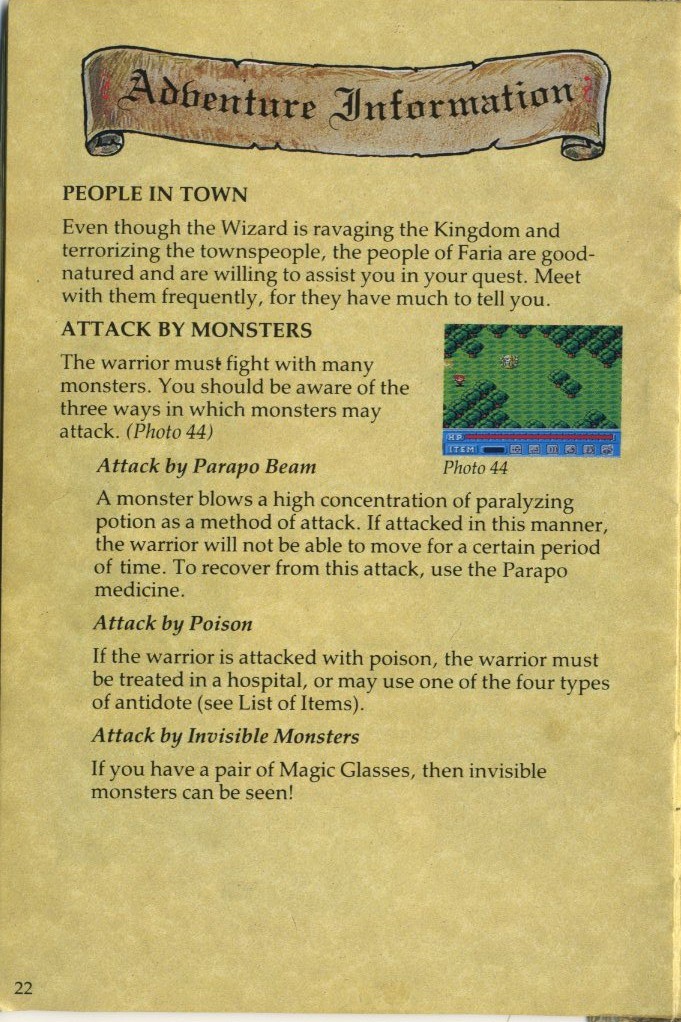 Adventure Information
PEOPLE IN TOWN
Even though the Wizard is ravaging the Kingdom and
terrorizing the townspeople, the people of Faria are good-
natured and are willing to assist you in your quest. Meet
with them frequently, for they have much to tell you.
ATTACK BY MONSTERS
The warrior must fight with many
monsters. You should be aware of the
three ways in which monsters may
attack. (Photo 44)
HP
ITEM
Photo 44
Attack by Parapo Beam
A monster blows a high concentration of paralyzing
potion as a method of attack. If attacked in this manner,
the warrior will not be able to move for a certain period
of time. To recover from this attack, use the Parapo
medicine.
Attack by Poison
If the warrior is attacked with poison, the warrior must
be treated in a hospital, or may use one of the four types
of antidote (see List of Items).
Attack by Invisible Monsters
If you have a pair of Magic Glasses, then invisible
monsters can be seen!
22